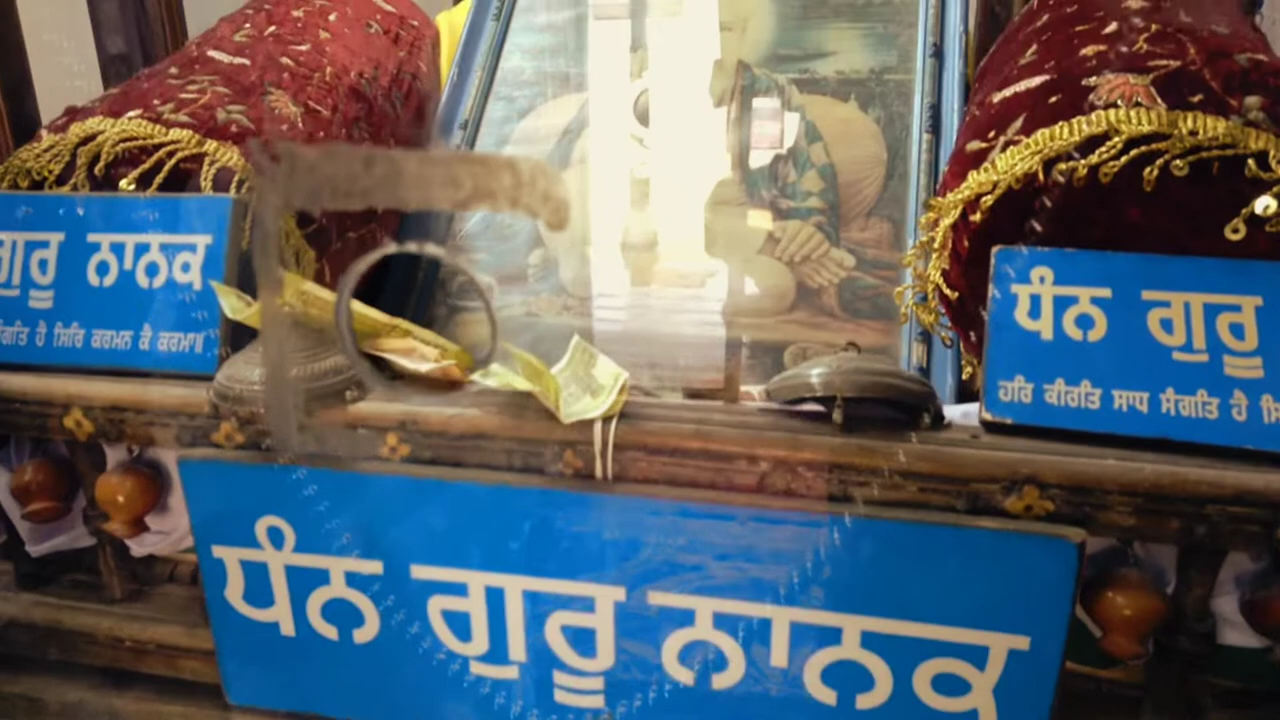 ਗੁਰੂ ਨਾਨਕ
ਹੈ ਸਿਰਿ ਕਰਮਨ ਕੈ ਕਰਮਾ॥
ਧੰਨ ਗੁਰੂ
ਹਰਿ ਕੀਰਤਿ ਸਾਧ ਸੰਗਤਿ ਹੈ
ਧੰਨ ਗੁਰੂ ਨਾਨਕ